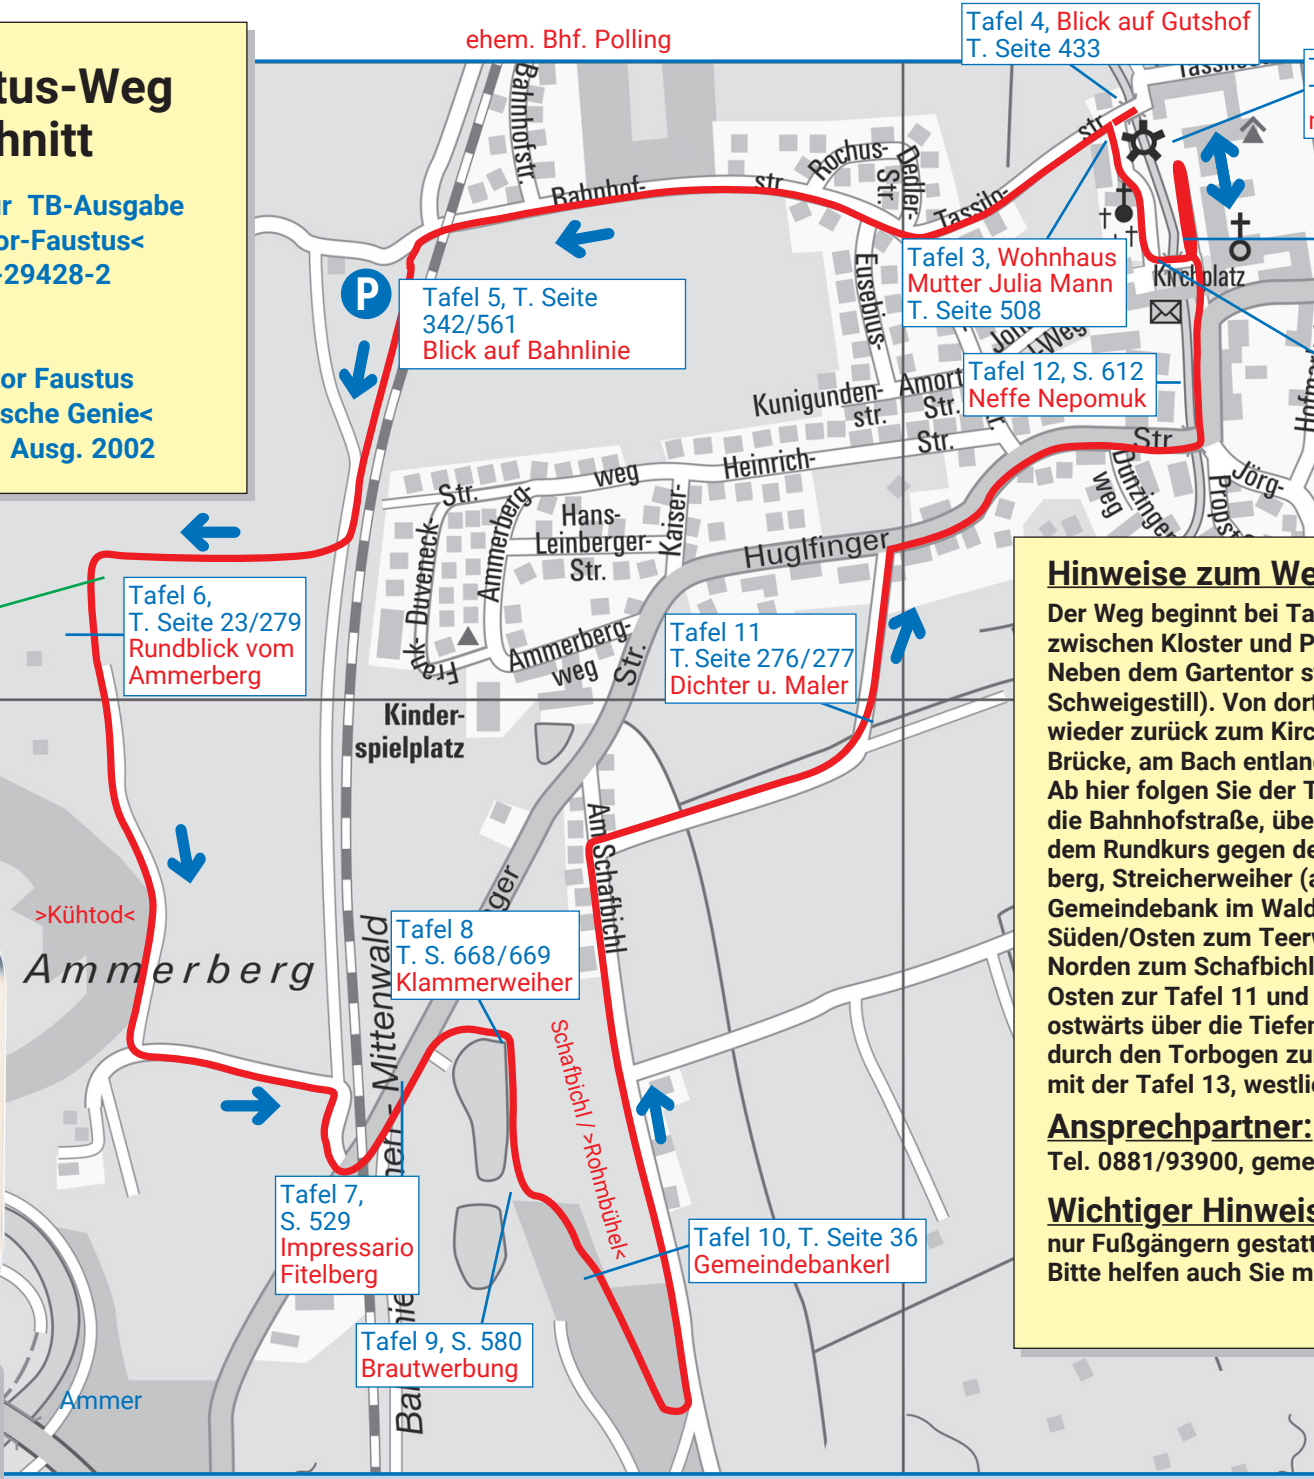 ehem. Bhf. Polling
Tafel 4, Blick auf Gutshof
T. Seite 433
tus-Weg
hnitt
r TB-Ausgabe
or-Faustus<
-29428-2
or Faustus
sche Genie<
Ausg. 2002
Bahnhofstr.
Bahnhof-
str.
Rochus-
Str.
Dedler-
Str.
Tassilo-
str.
Kirchplatz
P
Tafel 3, Wohnhaus
Mutter Julia Mann
T. Seite 508
Tafel 5, T. Seite
342/561
Blick auf Bahnlinie
Eusebius-
-Weg
Tafel 12, S. 612
Neffe Nepomuk
Kunigunden-
str.
Amort
Str.
Heinrich-
Str.
Str.
Dunzinger
weg
Propst
Jörg-
Str.
weg
Ammerberg-
Hans-
Leinberger-
Str.
Kaiser-
Duveneck-
Frank-
Huglfinger
Str.
Ammerberg-
weg
Tafel 6,
T. Seite 23/279
Rundblick vom
Ammerberg
Tafel 11
T. Seite 276/277
Dichter u. Maler
Kinder-
spielplatz
Am Schafbichl
>Kühtod<
Ammerberg
Tafel 8
T. S. 668/669
Klammerweiher
Mittenwald
Schafbichl / >Rohmbühel<
Tafel 7,
S. 529
Impressario
Fitelberg
Tafel 10, T. Seite 36
Gemeindebankerl
Tafel 9, S. 580
Brautwerbung
Ammer
Hinweise zum We
Der Weg beginnt bei Ta
zwischen Kloster und P
Neben dem Gartentor s
Schweigestill). Von dort
wieder zurück zum Kirc
Brücke, am Bach entlan
Ab hier folgen Sie der T
die Bahnhofstraße, übe
dem Rundkurs gegen de
berg, Streicherweiher (a
Gemeindebank im Wald
Süden/Osten zum Teerw
Norden zum Schafbichl
Osten zur Tafel 11 und
ostwärts über die Tiefen
durch den Torbogen zu
mit der Tafel 13, westli
Ansprechpartner:
Tel. 0881/93900, geme
Wichtiger Hinweis
nur Fußgängern gestatt
Bitte helfen auch Sie m